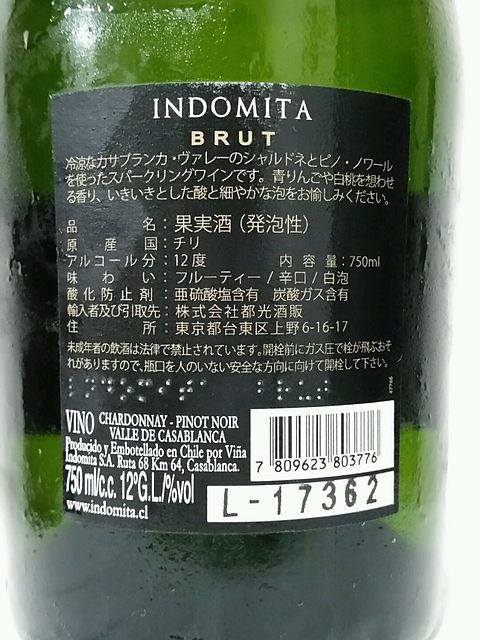 INDOMITA
BRUT
冷涼なカサブランカ・ヴァレーのシャルドネとピノ・ノワール
を使ったスパークリングワインです。青りんごや白桃を想わせ
る香り、いきいきとした酸と細やかな泡をお愉しみください。
品名：果実酒（発泡性）
原産国：チリ
アルコール分：12度 内容量：750ml
味わい：フルーティー / 辛口 / 白泡
酸化防止剤：亜硫酸塩含有 炭酸ガス含有
輸入者及び引取先：株式会社都光酒販
住所：東京都台東区上野6-16-17
未成年者の飲酒は法律で禁止されています。開栓前にガス圧で栓が飛ぶおそ
れがありますので、瓶口を人のいない安全な方向に向けて開栓して下さい。
VINO CHARDONNAY - PINOT NOIR
VALLE DE CASABLANCA
Producido y Embotellado en Chile por Viña
Indomita S.A. Ruta 68 Km 64, Casablanca.
750 ml/c.c. 12°G.L./%vol
www.indomita.cl
7 809623 803776
L-17362